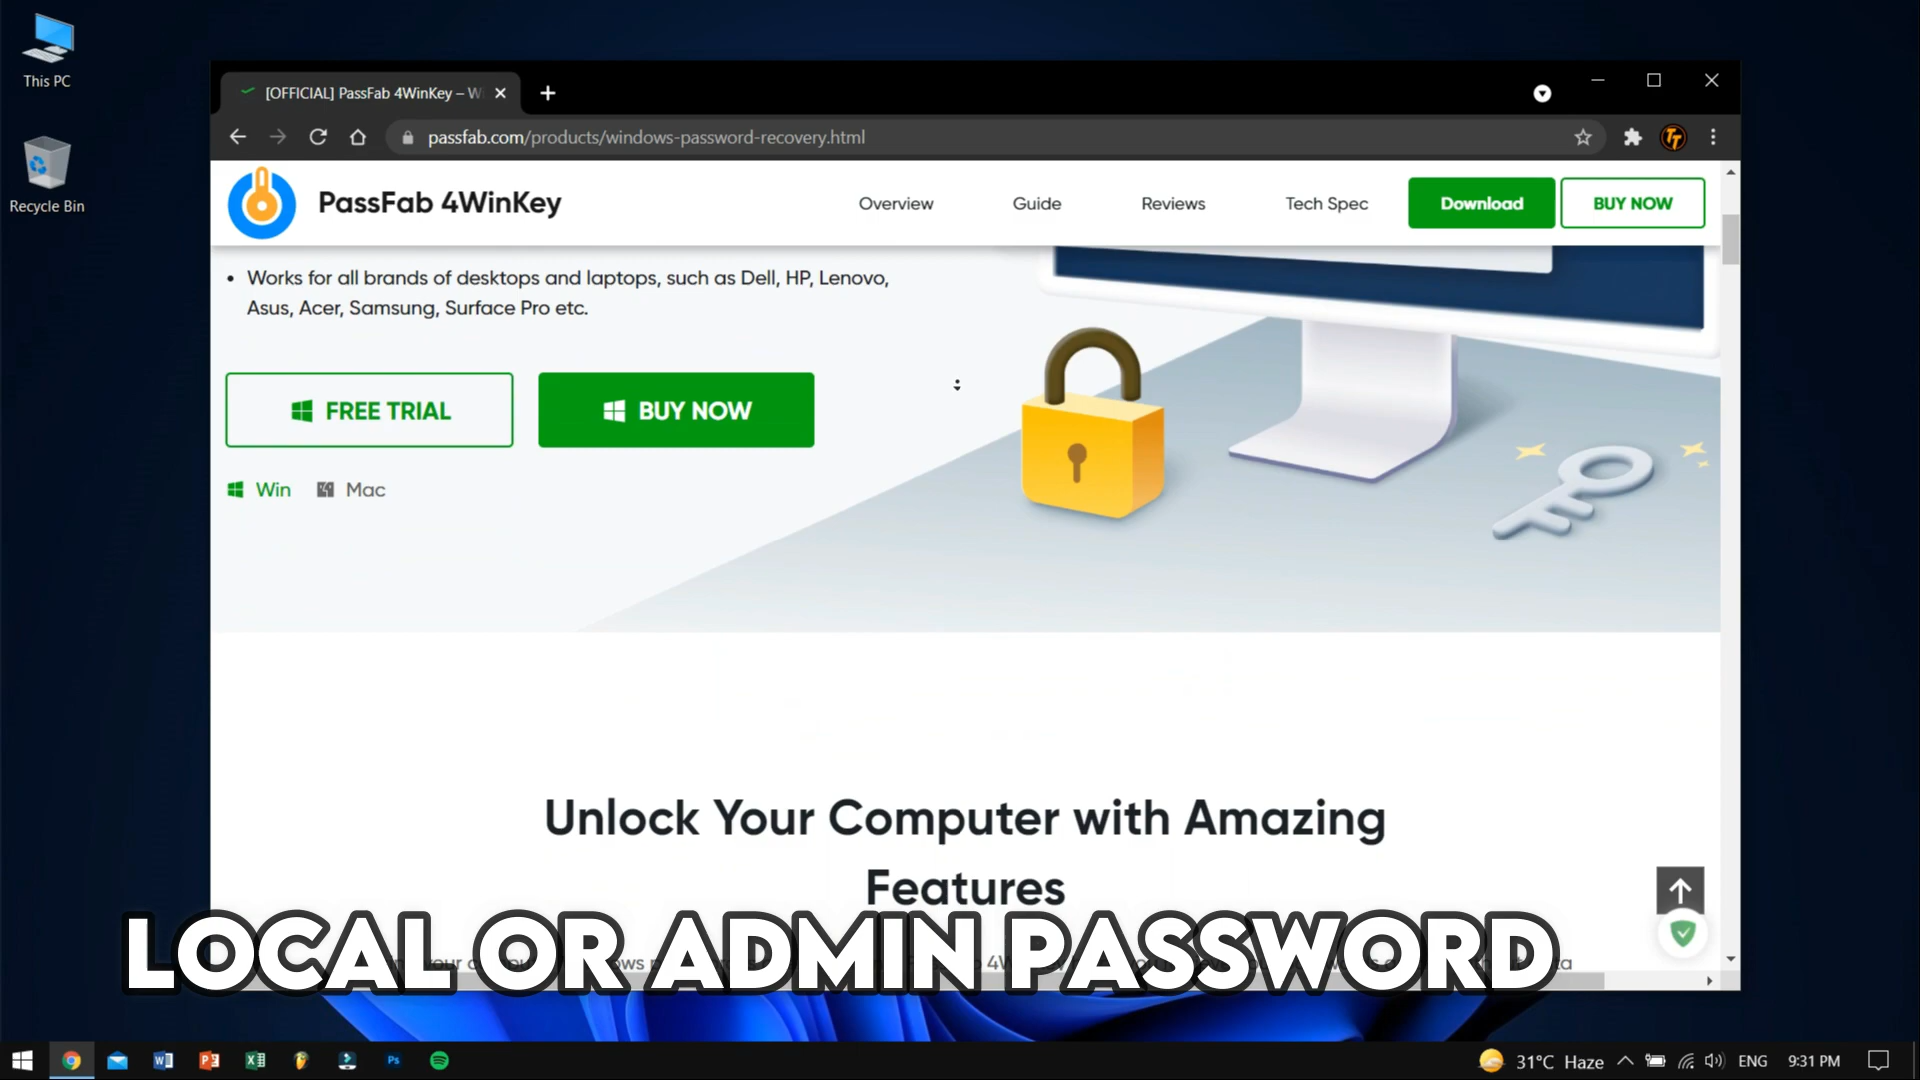 This PC
Recycle Bin
[OFFICIAL] PassFab 4WinKey – W
passfab.com/products/windows-password-recovery.html
PassFab 4WinKey
Overview
Guide
Reviews
Tech Spec
Download
BUY NOW
• Works for all brands of desktops and laptops, such as Dell, HP, Lenovo,
Asus, Acer, Samsung, Surface Pro etc.
FREE TRIAL
BUY NOW
Win
Mac
Unlock Your Computer with Amazing
Features
LOCAL OR ADMIN PASSWORD
31°C Haze
ENG
9:31 PM